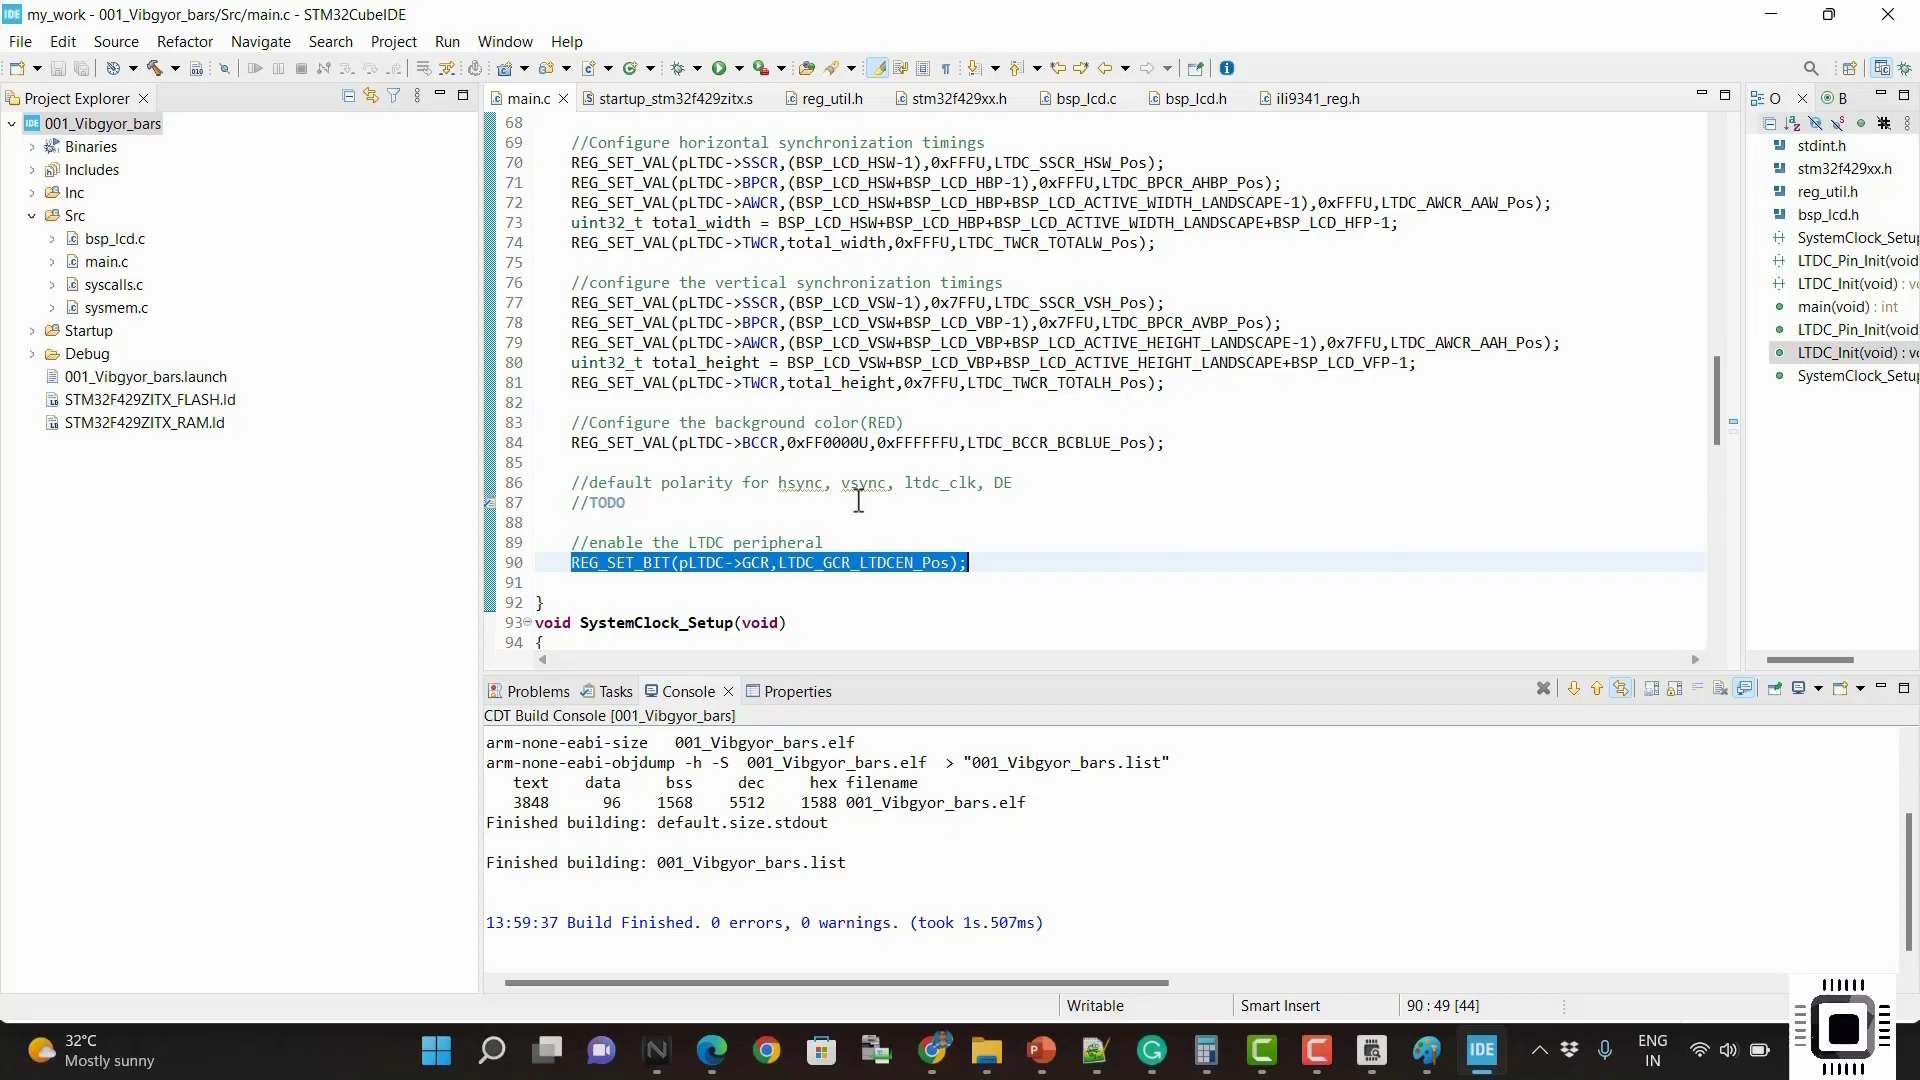 IDE my_work - 001_Vibgyor_bars/Src/main.c - STM32CubeIDE
File Edit Source Refactor Navigate Search Project Run Window Help
Project Explorer
main.c startup_stm32f429zitx.s reg_util.h stm32f429xx.h bsp_lcd.c bsp_lcd.h ili9341_reg.h
O B
IDE 001_Vibgyor_bars
Binaries
Includes
Inc
Src
bsp_lcd.c
main.c
syscalls.c
sysmem.c
Startup
Debug
001_Vibgyor_bars.launch
STM32F429ZITX_FLASH.ld
STM32F429ZITX_RAM.ld
68
69 //Configure horizontal synchronization timings
70 REG_SET_VAL(pLTDC->SSCR,(BSP_LCD_HSW-1),0xFFFU,LTDC_SSCR_HSW_Pos);
71 REG_SET_VAL(pLTDC->BPCR,(BSP_LCD_HSW+BSP_LCD_HBP-1),0xFFFU,LTDC_BPCR_AHBP_Pos);
72 REG_SET_VAL(pLTDC->AWCR,(BSP_LCD_HSW+BSP_LCD_HBP+BSP_LCD_ACTIVE_WIDTH_LANDSCAPE-1),0xFFFU,LTDC_AWCR_AAW_Pos);
73 uint32_t total_width = BSP_LCD_HSW+BSP_LCD_HBP+BSP_LCD_ACTIVE_WIDTH_LANDSCAPE+BSP_LCD_HFP-1;
74 REG_SET_VAL(pLTDC->TWCR,total_width,0xFFFU,LTDC_TWCR_TOTALW_Pos);
75
76 //configure the vertical synchronization timings
77 REG_SET_VAL(pLTDC->SSCR,(BSP_LCD_VSW-1),0x7FFU,LTDC_SSCR_VSH_Pos);
78 REG_SET_VAL(pLTDC->BPCR,(BSP_LCD_VSW+BSP_LCD_VBP-1),0x7FFU,LTDC_BPCR_AVBP_Pos);
79 REG_SET_VAL(pLTDC->AWCR,(BSP_LCD_VSW+BSP_LCD_VBP+BSP_LCD_ACTIVE_HEIGHT_LANDSCAPE-1),0x7FFU,LTDC_AWCR_AAH_Pos);
80 uint32_t total_height = BSP_LCD_VSW+BSP_LCD_VBP+BSP_LCD_ACTIVE_HEIGHT_LANDSCAPE+BSP_LCD_VFP-1;
81 REG_SET_VAL(pLTDC->TWCR,total_height,0x7FFU,LTDC_TWCR_TOTALH_Pos);
82
83 //Configure the background color(RED)
84 REG_SET_VAL(pLTDC->BCCR,0xFF0000U,0xFFFFFFU,LTDC_BCCR_BCBLUE_Pos);
85
86 //default polarity for hsync, vsync, ltdc_clk, DE
87 //TODO
88
89 //enable the LTDC peripheral
90 REG_SET_BIT(pLTDC->GCR,LTDC_GCR_LTDCEN_Pos);
91
92 }
93 void SystemClock_Setup(void)
94 {
stdint.h
stm32f429xx.h
reg_util.h
bsp_lcd.h
SystemClock_Setup
LTDC_Pin_Init(void
LTDC_Init(void) : vo
main(void) : int
LTDC_Pin_Init(void
LTDC_Init(void) : vo
SystemClock_Setup
Problems Tasks Console Properties
CDT Build Console [001_Vibgyor_bars]
arm-none-eabi-size 001_Vibgyor_bars.elf
arm-none-eabi-objdump -h -S 001_Vibgyor_bars.elf > "001_Vibgyor_bars.list"
text data bss dec hex filename
3848 96 1568 5512 1588 001_Vibgyor_bars.elf
Finished building: default.size.stdout
Finished building: 001_Vibgyor_bars.list
13:59:37 Build Finished. 0 errors, 0 warnings. (took 1s.507ms)
Writable Smart Insert 90 : 49 [44]
32°C
Mostly sunny
IDE
ENG
IN